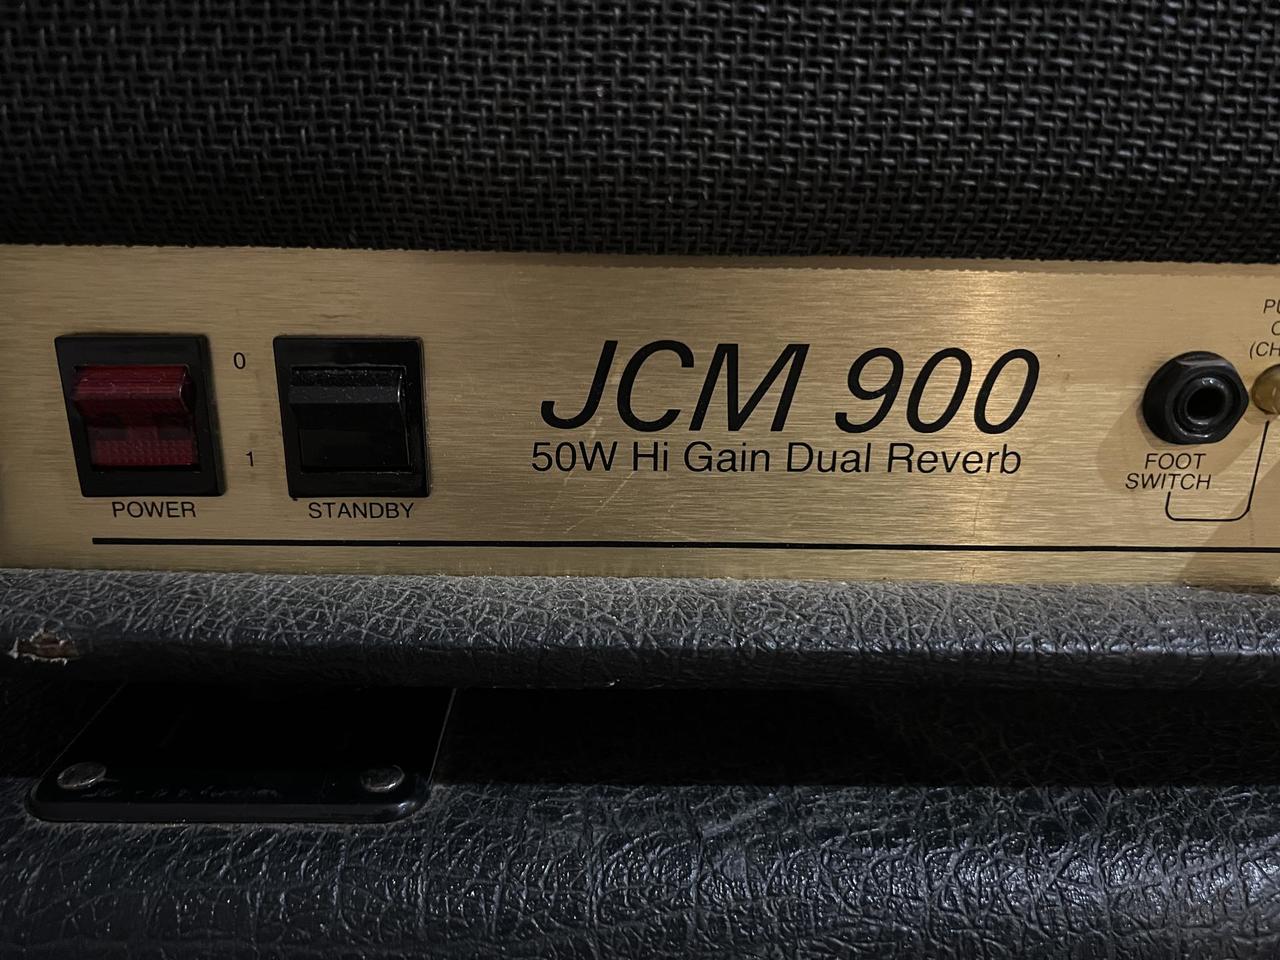 0
1
POWER
STANDBY
JCM 900
50W Hi Gain Dual Reverb
FOOT
SWITCH